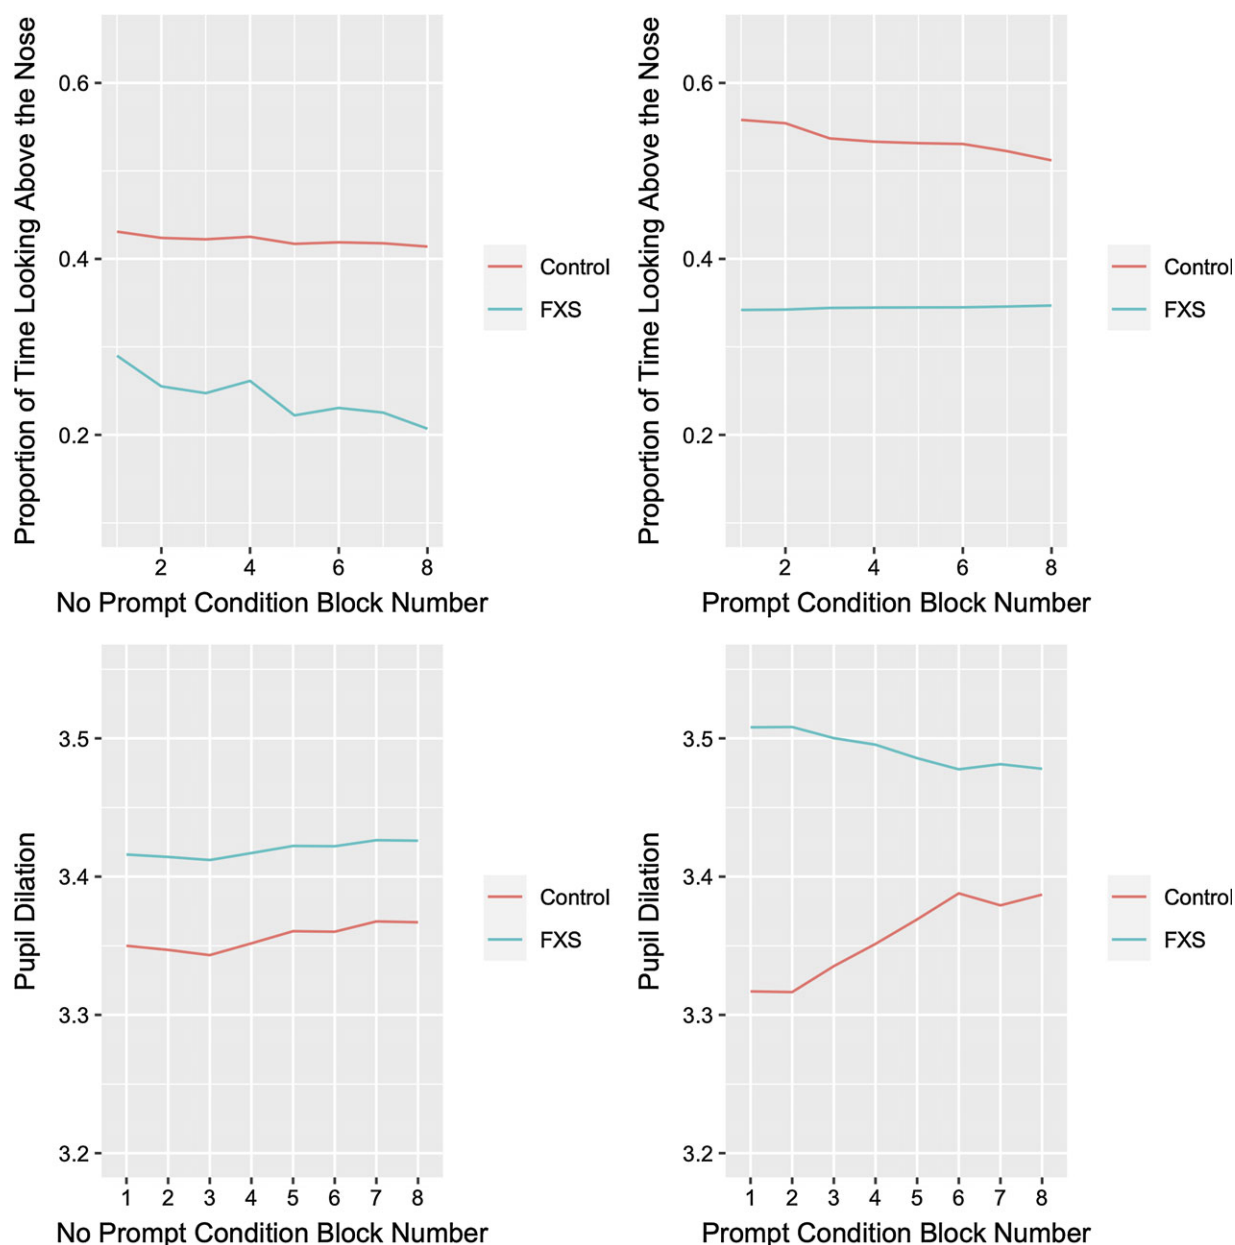 Proportion of Time Looking Above the Nose
0.6
0.4
0.2
2 4 6 8
No Prompt Condition Block Number
Control
FXS
Proportion of Time Looking Above the Nose
0.6
0.4
0.2
2 4 6 8
Prompt Condition Block Number
Control
FXS
Pupil Dilation
3.5
3.4
3.3
3.2
1 2 3 4 5 6 7 8
No Prompt Condition Block Number
Control
FXS
Pupil Dilation
3.5
3.4
3.3
3.2
1 2 3 4 5 6 7 8
Prompt Condition Block Number
Control
FXS